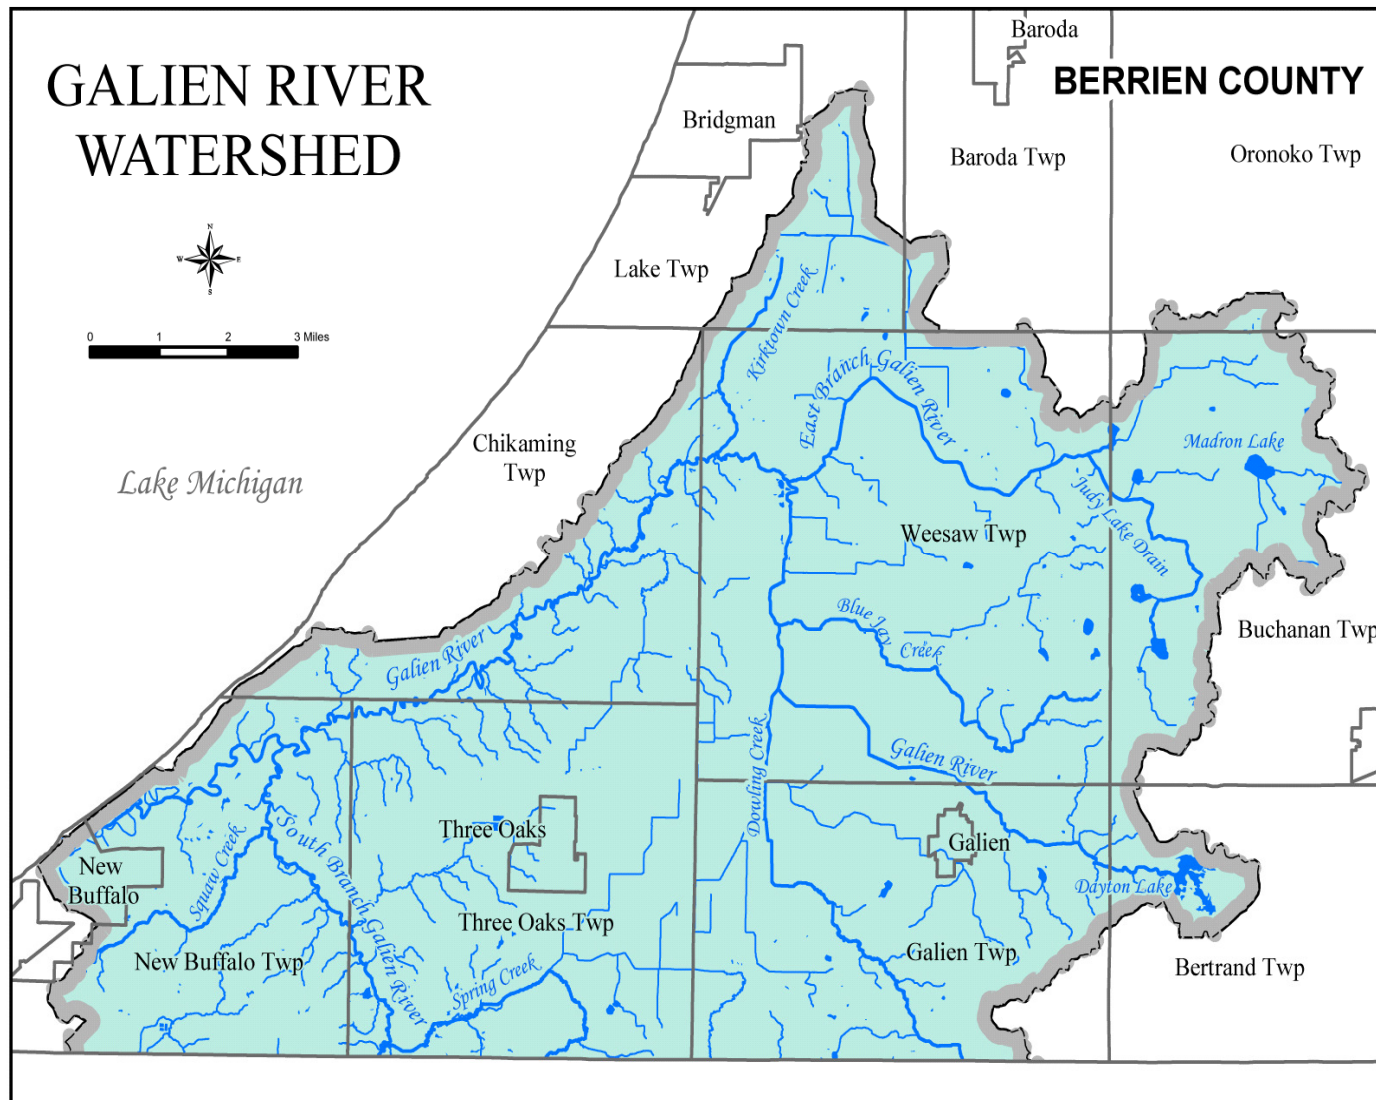 GALIEN RIVER
WATERSHED
BERRIEN COUNTY
N
W
E
S
0
1
2
3 Miles
Baroda
Bridgman
Baroda Twp
Oronoko Twp
Lake Twp
Kirktown Creek
East Branch Galien River
Chikaming
Twp
Madron Lake
Lake Michigan
Judy Lake Drain
Weesaw Twp
Blue Jay
Creek
Buchanan Twp
Galien River
Dowling Creek
Galien River
Three Oaks
Squaw Creek
South Branch Galien River
Galien
New
Buffalo
Dayton Lake
Three Oaks Twp
New Buffalo Twp
Spring Creek
Galien Twp
Bertrand Twp